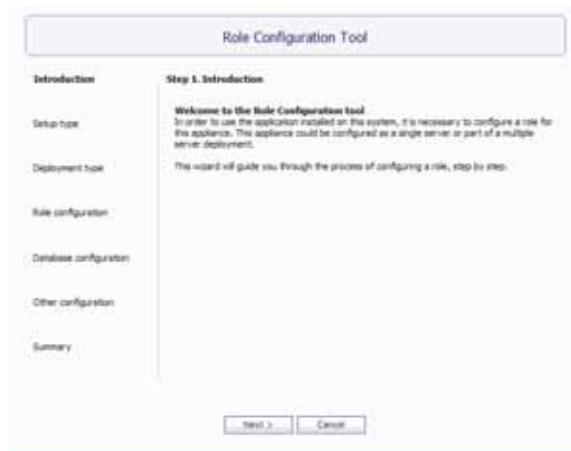 Role Configuration Tool
Introduction
Step 1. Introduction
Welcome to the Role Configuration tool
In order to use the application installed on this system, it is necessary to configure a role for
this appliance. This appliance could be configured as a single server or part of a multiple
server deployment.
This wizard will guide you through the process of configuring a role, step by step.
Setup type
Deployment type
Role configuration
Database configuration
Other configuration
Summary
Next >
Cancel